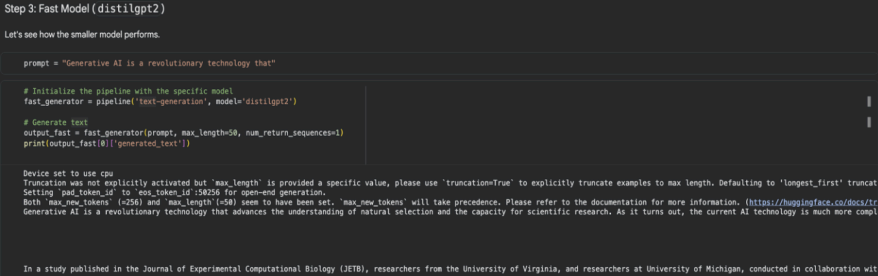 Step 3: Fast Model (distilgpt2)
Let's see how the smaller model performs.
prompt = "Generative AI is a revolutionary technology that"
# Initialize the pipeline with the specific model
fast_generator = pipeline('text-generation', model='distilgpt2')
# Generate text
output_fast = fast_generator(prompt, max_length=50, num_return_sequences=1)
print(output_fast[0]['generated_text'])
Device set to use cpu
Truncation was not explicitly activated but `max_length` is provided a specific value, please use `truncation=True` to explicitly truncate examples to max length. Defaulting to 'longest_first' truncat
Setting `pad_token_id` to `eos_token_id`:50256 for open-end generation.
Both `max_new_tokens` (=256) and `max_length`(=50) seem to have been set. `max_new_tokens` will take precedence. Please refer to the documentation for more information. (https://huggingface.co/docs/tr
Generative AI is a revolutionary technology that advances the understanding of natural selection and the capacity for scientific research. As it turns out, the current AI technology is much more compl
In a study published in the Journal of Experimental Computational Biology (JETB), researchers from the University of Virginia, and researchers at University of Michigan, conducted in collaboration wit